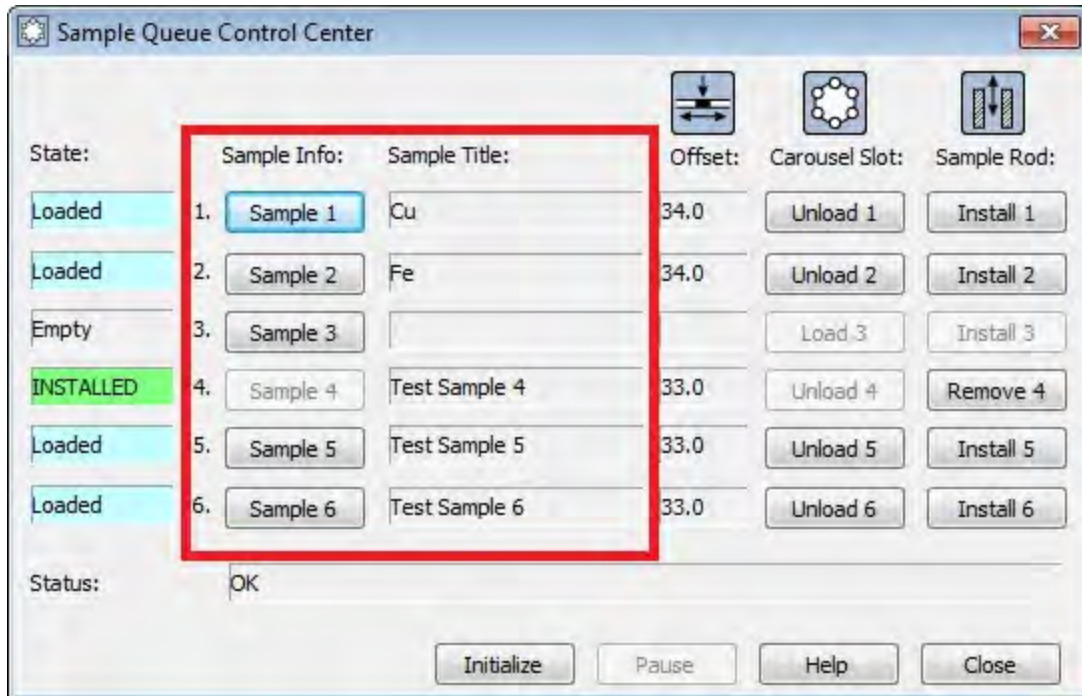 Sample Queue Control Center
State: Sample Info: Sample Title: Offset: Carousel Slot: Sample Rod:
Loaded 1. Sample 1 Cu 34.0 Unload 1 Install 1
Loaded 2. Sample 2 Fe 34.0 Unload 2 Install 2
Empty 3. Sample 3 Load 3 Install 3
INSTALLED 4. Sample 4 Test Sample 4 33.0 Unload 4 Remove 4
Loaded 5. Sample 5 Test Sample 5 33.0 Unload 5 Install 5
Loaded 6. Sample 6 Test Sample 6 33.0 Unload 6 Install 6
Status: OK
Initialize Pause Help Close